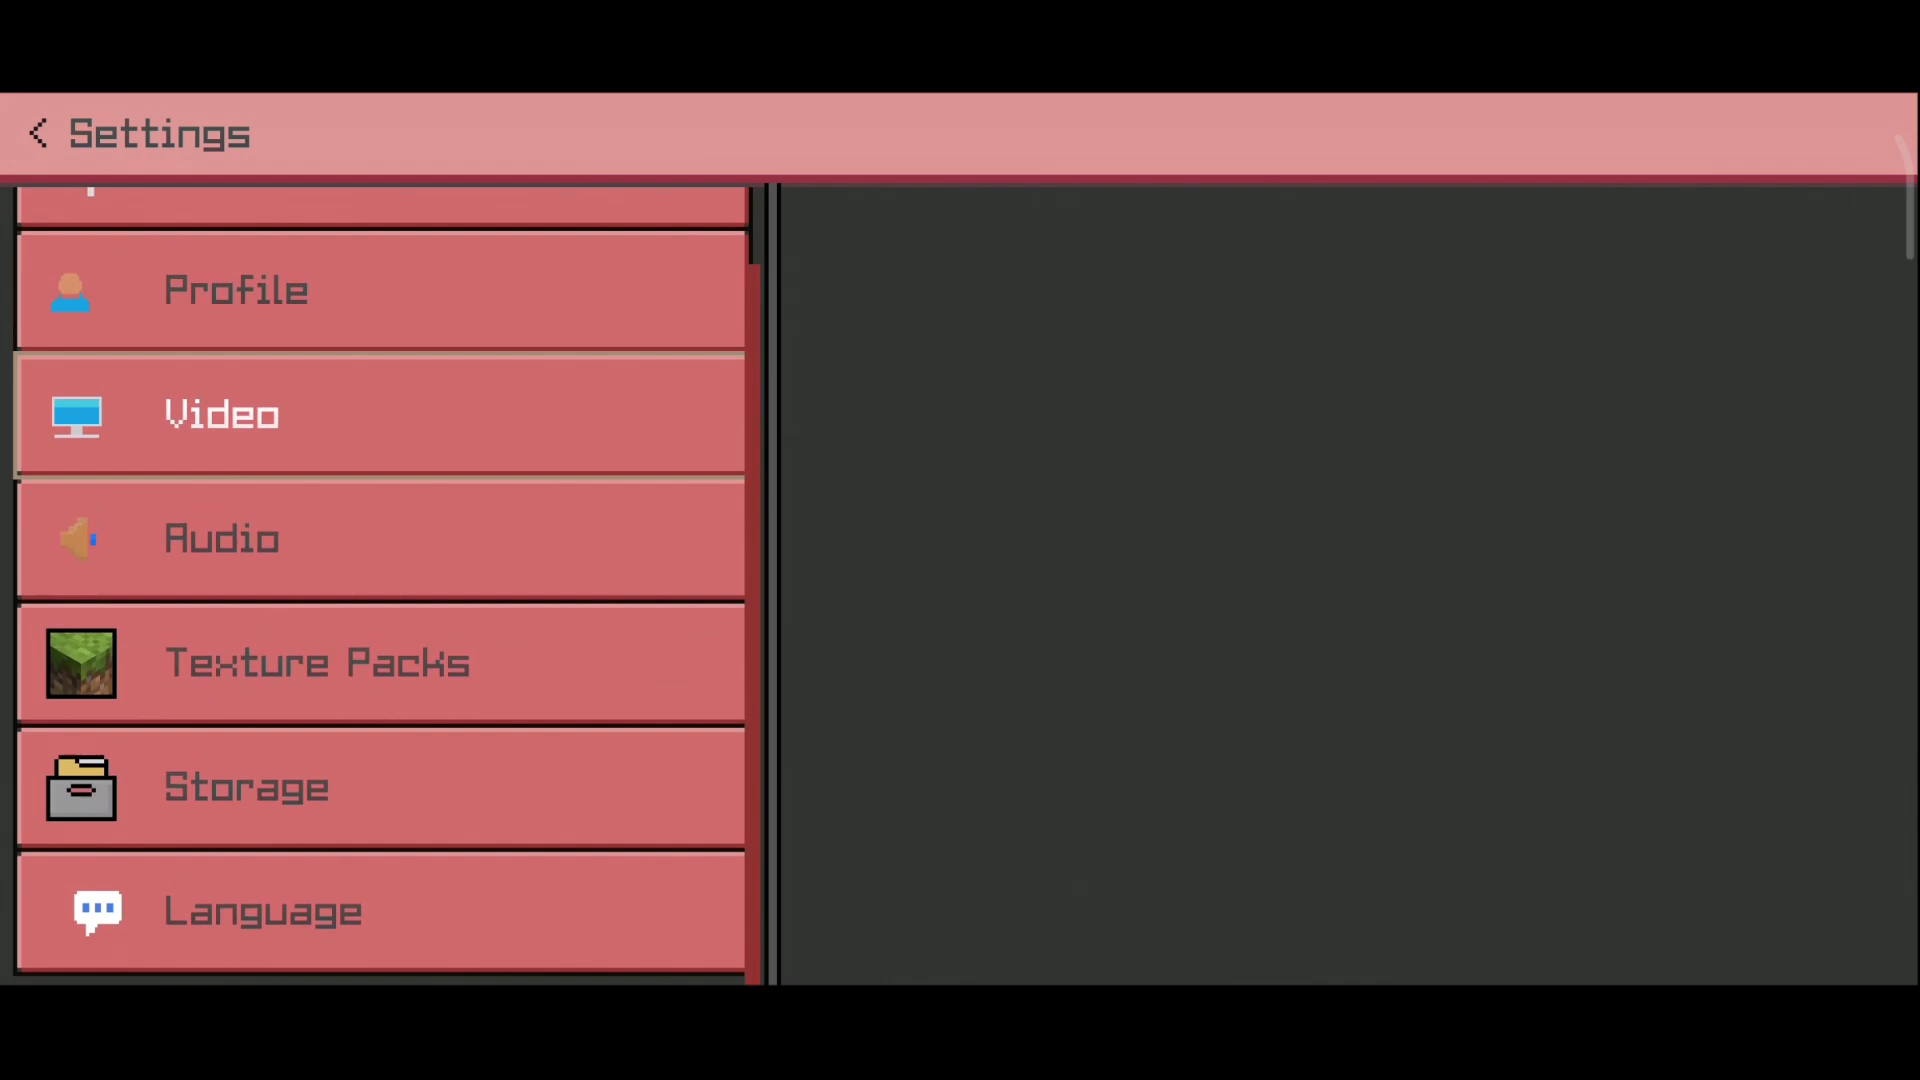 Settings
Profile
Video
Audio
Texture Packs
Storage
Language